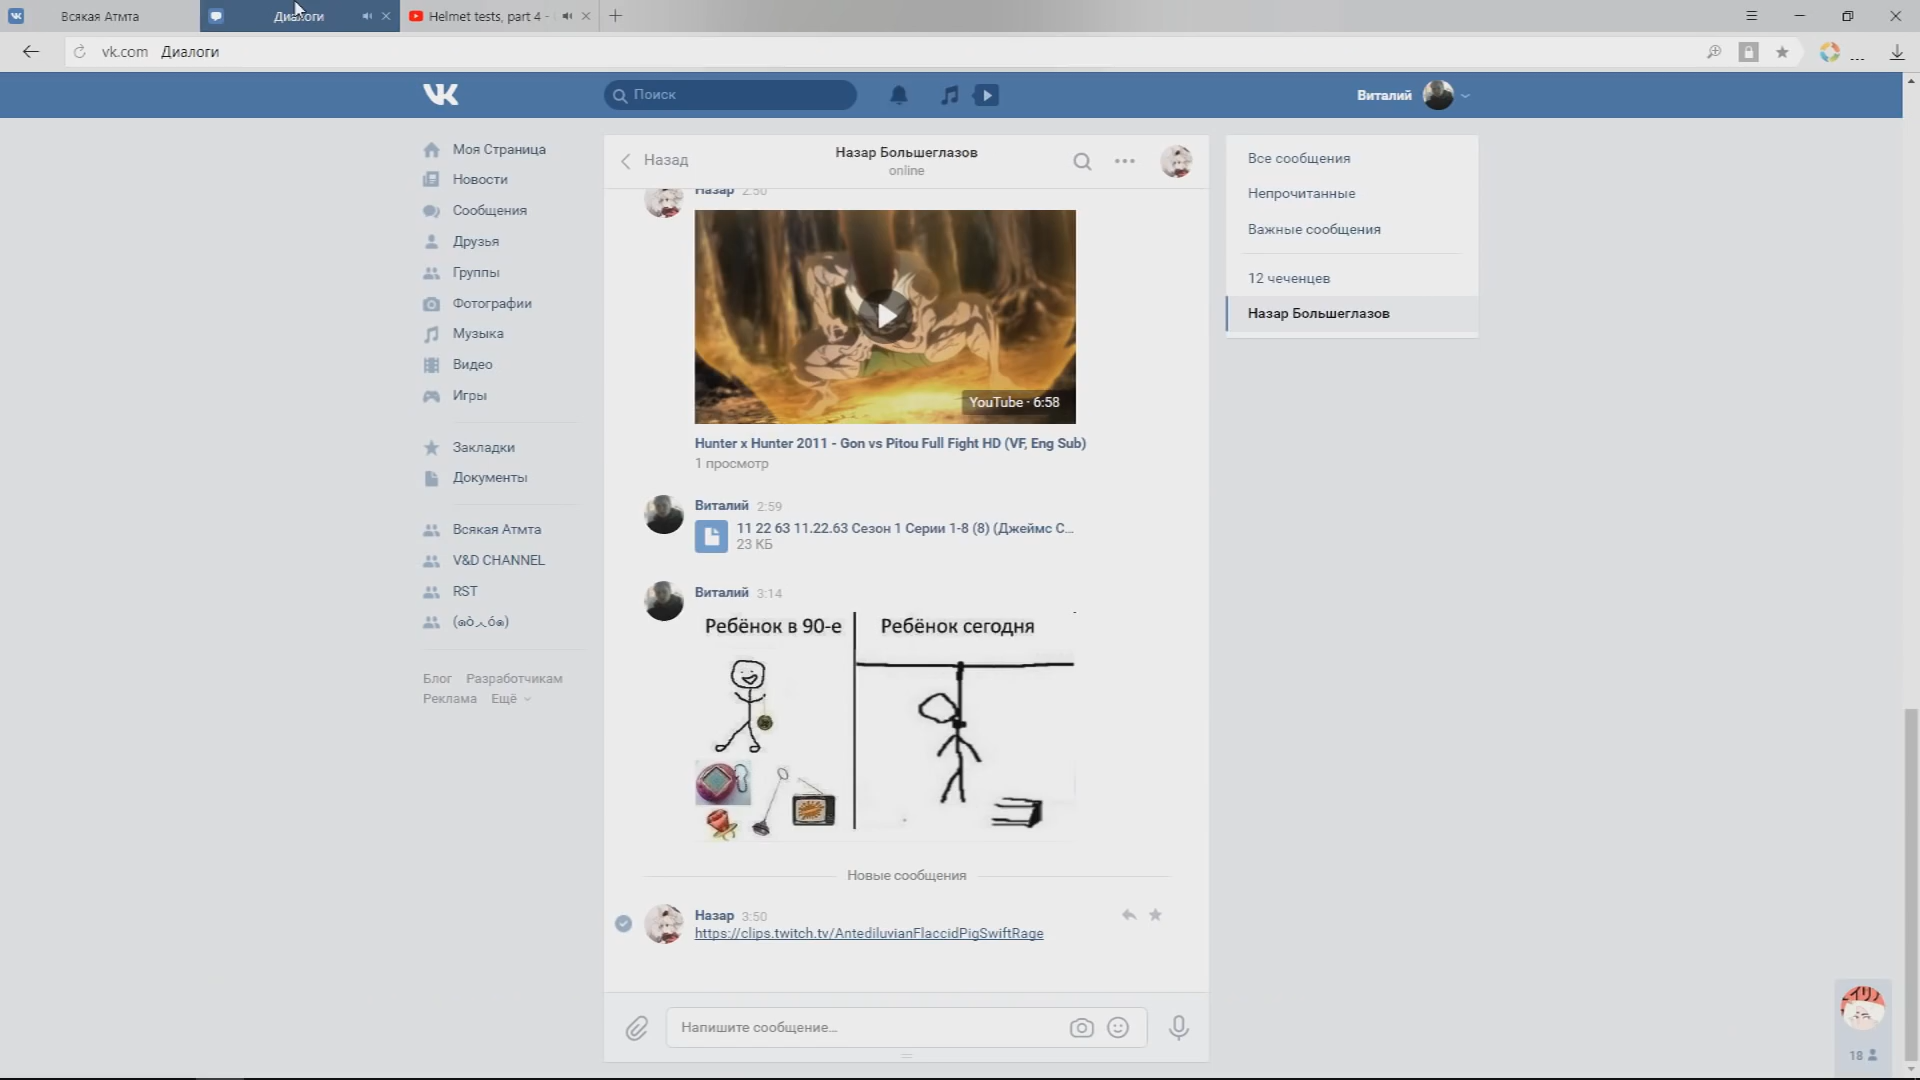 Всякая Атмта
Диалоги
Helmet tests, part 4 -
vk.com Диалоги
Поиск
Виталий
Моя Страница
Новости
Сообщения
Друзья
Группы
Фотографии
Музыка
Видео
Игры
Закладки
Документы
Всякая Атмта
V&D CHANNEL
RST
Блог Разработчикам
Реклама Ещё
Назад
Назар Большеглазов
online
Назар 2:50
YouTube · 6:58
Hunter x Hunter 2011 - Gon vs Pitou Full Fight HD (VF, Eng Sub)
1 просмотр
Виталий 2:59
11 22 63 11.22.63 Сезон 1 Серии 1-8 (8) (Джеймс С...
23 КБ
Виталий 3:14
Ребёнок в 90-е
Ребёнок сегодня
Новые сообщения
Назар 3:50
https://clips.twitch.tv/AntediluvianFlaccidPigSwiftRage
Напишите сообщение...
Все сообщения
Непрочитанные
Важные сообщения
12 чеченцев
Назар Большеглазов
18